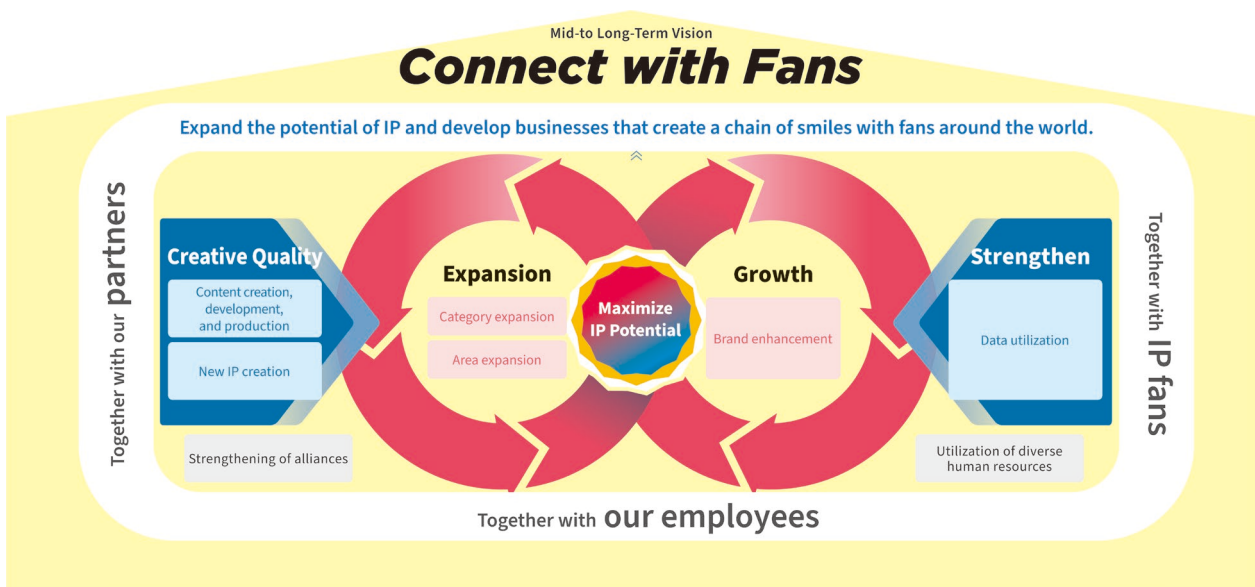 Mid-to Long-Term Vision
Connect with Fans
Expand the potential of IP and develop businesses that create a chain of smiles with fans around the world.
Together with our partners
Creative Quality
Content creation,
development,
and production
New IP creation
Strengthening of alliances
Expansion
Category expansion
Area expansion
Maximize
IP Potential
Growth
Brand enhancement
Strengthen
Data utilization
Utilization of diverse
human resources
Together with IP fans
Together with our employees